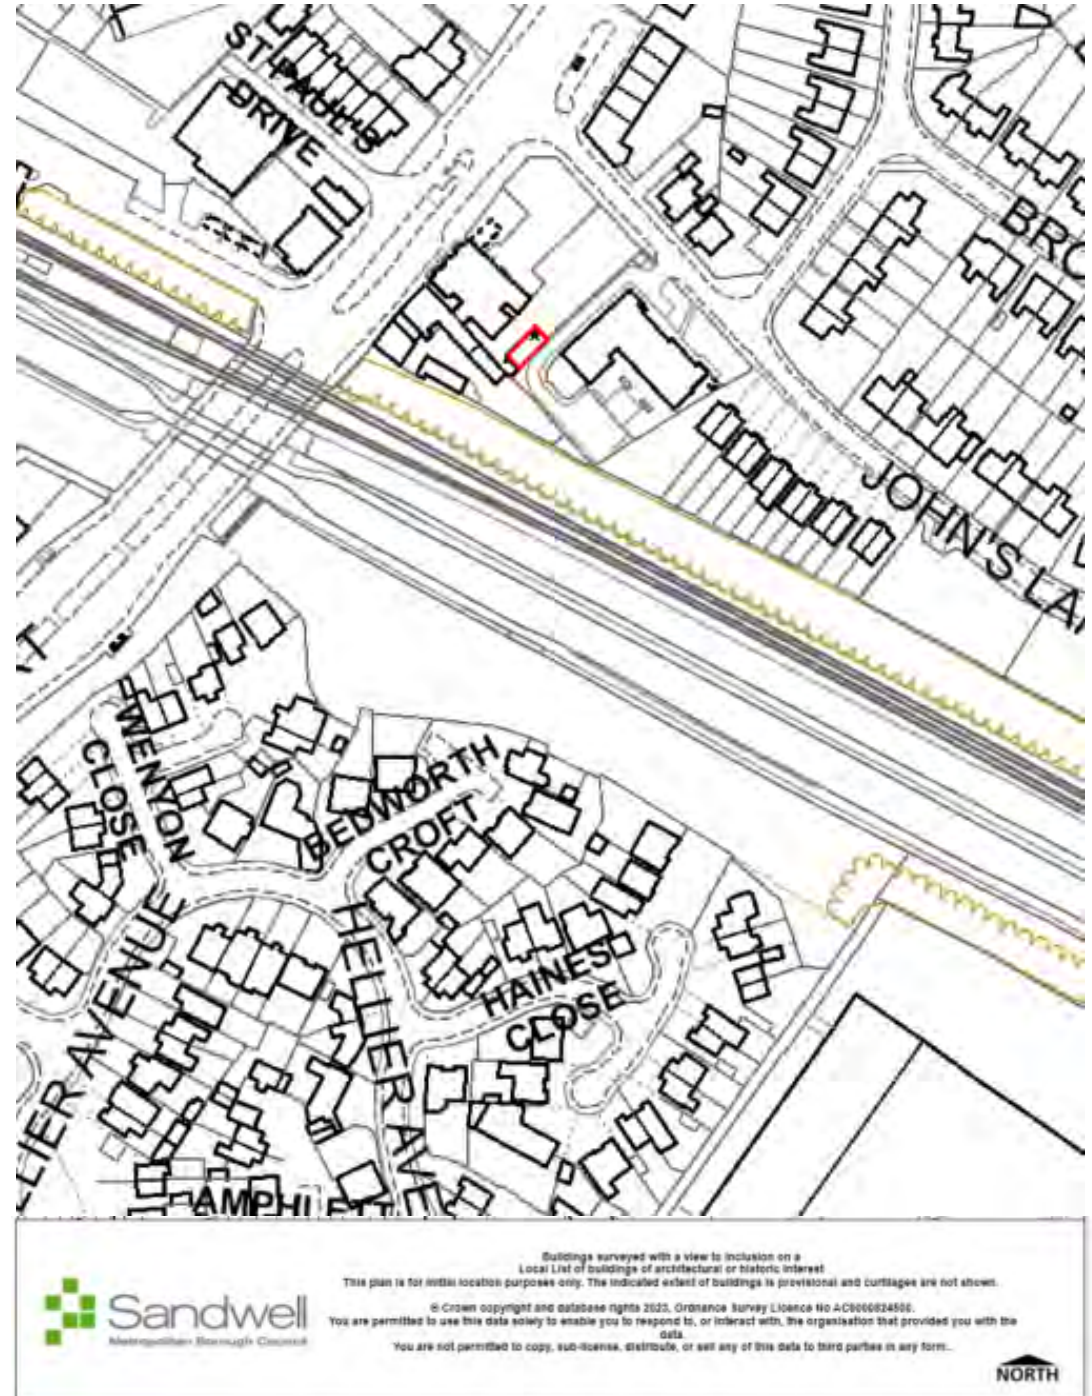 ST PAUL'S
DRIVE
BRO
JOHN'S LA
WENYON
CLOSE
BEDWORTH
CROFT
HELLIER AVE
HAINES
CLOSE
LIER AVENUE
AMPHLETT
Buildings surveyed with a view to inclusion on a
Local List of buildings of architectural or historic interest
This plan is for initial location purposes only. The indicated extent of buildings is provisional and curtilages are not shown.
© Crown copyright and database rights 2023, Ordnance Survey Licence No
You are permitted to use this data solely to enable you to respond to, or interact with, the organisation that provided you with the
data.
You are not permitted to copy, sub-license, distribute, or sell any of this data to third parties in any form.
Sandwell
Metropolitan Borough Council
NORTH